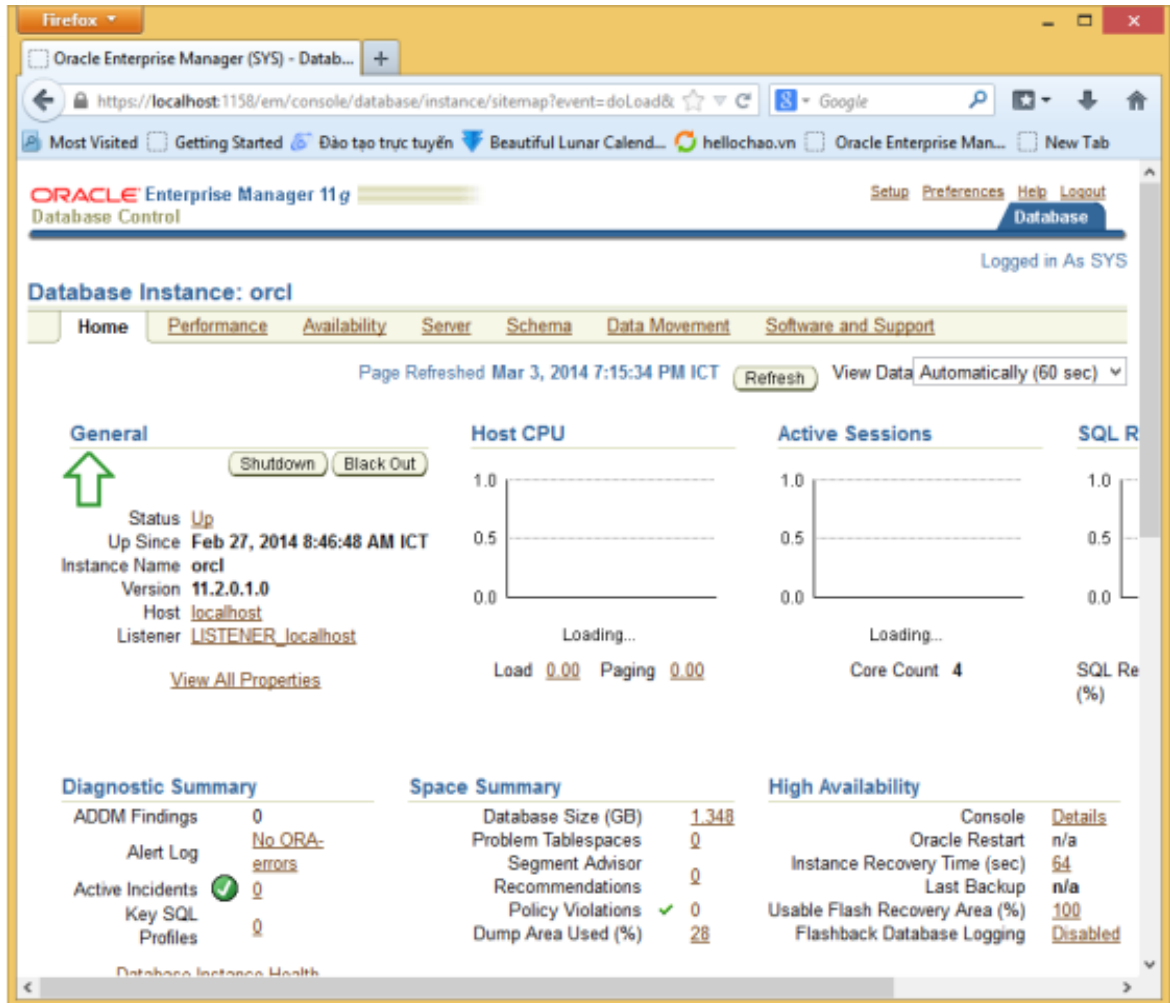 Firefox
Oracle Enterprise Manager (SYS) - Datab...
https://localhost:1158/em/console/database/instance/sitemap?event=doLoad&
Google
Most Visited Getting Started Đào tạo trực tuyến Beautiful Lunar Calend... hellochao.vn Oracle Enterprise Man... New Tab
ORACLE Enterprise Manager 11g
Database Control
Setup Preferences Help Logout
Database
Logged in As SYS
Database Instance: orcl
Home Performance Availability Server Schema Data Movement Software and Support
Page Refreshed Mar 3, 2014 7:15:34 PM ICT Refresh View Data Automatically (60 sec)
General
Shutdown Black Out
Status Up
Up Since Feb 27, 2014 8:46:48 AM ICT
Instance Name orcl
Version 11.2.0.1.0
Host localhost
Listener LISTENER_localhost
View All Properties
Host CPU
1.0
0.5
0.0
Loading...
Load 0.00 Paging 0.00
Active Sessions
1.0
0.5
0.0
Loading...
Core Count 4
SQL R
1.0
0.5
0.0
SQL Re
(%)
Diagnostic Summary
ADDM Findings 0
Alert Log No ORA-
errors
Active Incidents 0
Key SQL
Profiles 0
Database Instance Health
Space Summary
Database Size (GB) 1.348
Problem Tablespaces 0
Segment Advisor
Recommendations 0
Policy Violations 0
Dump Area Used (%) 28
High Availability
Console Details
Oracle Restart n/a
Instance Recovery Time (sec) 64
Last Backup n/a
Usable Flash Recovery Area (%) 100
Flashback Database Logging Disabled